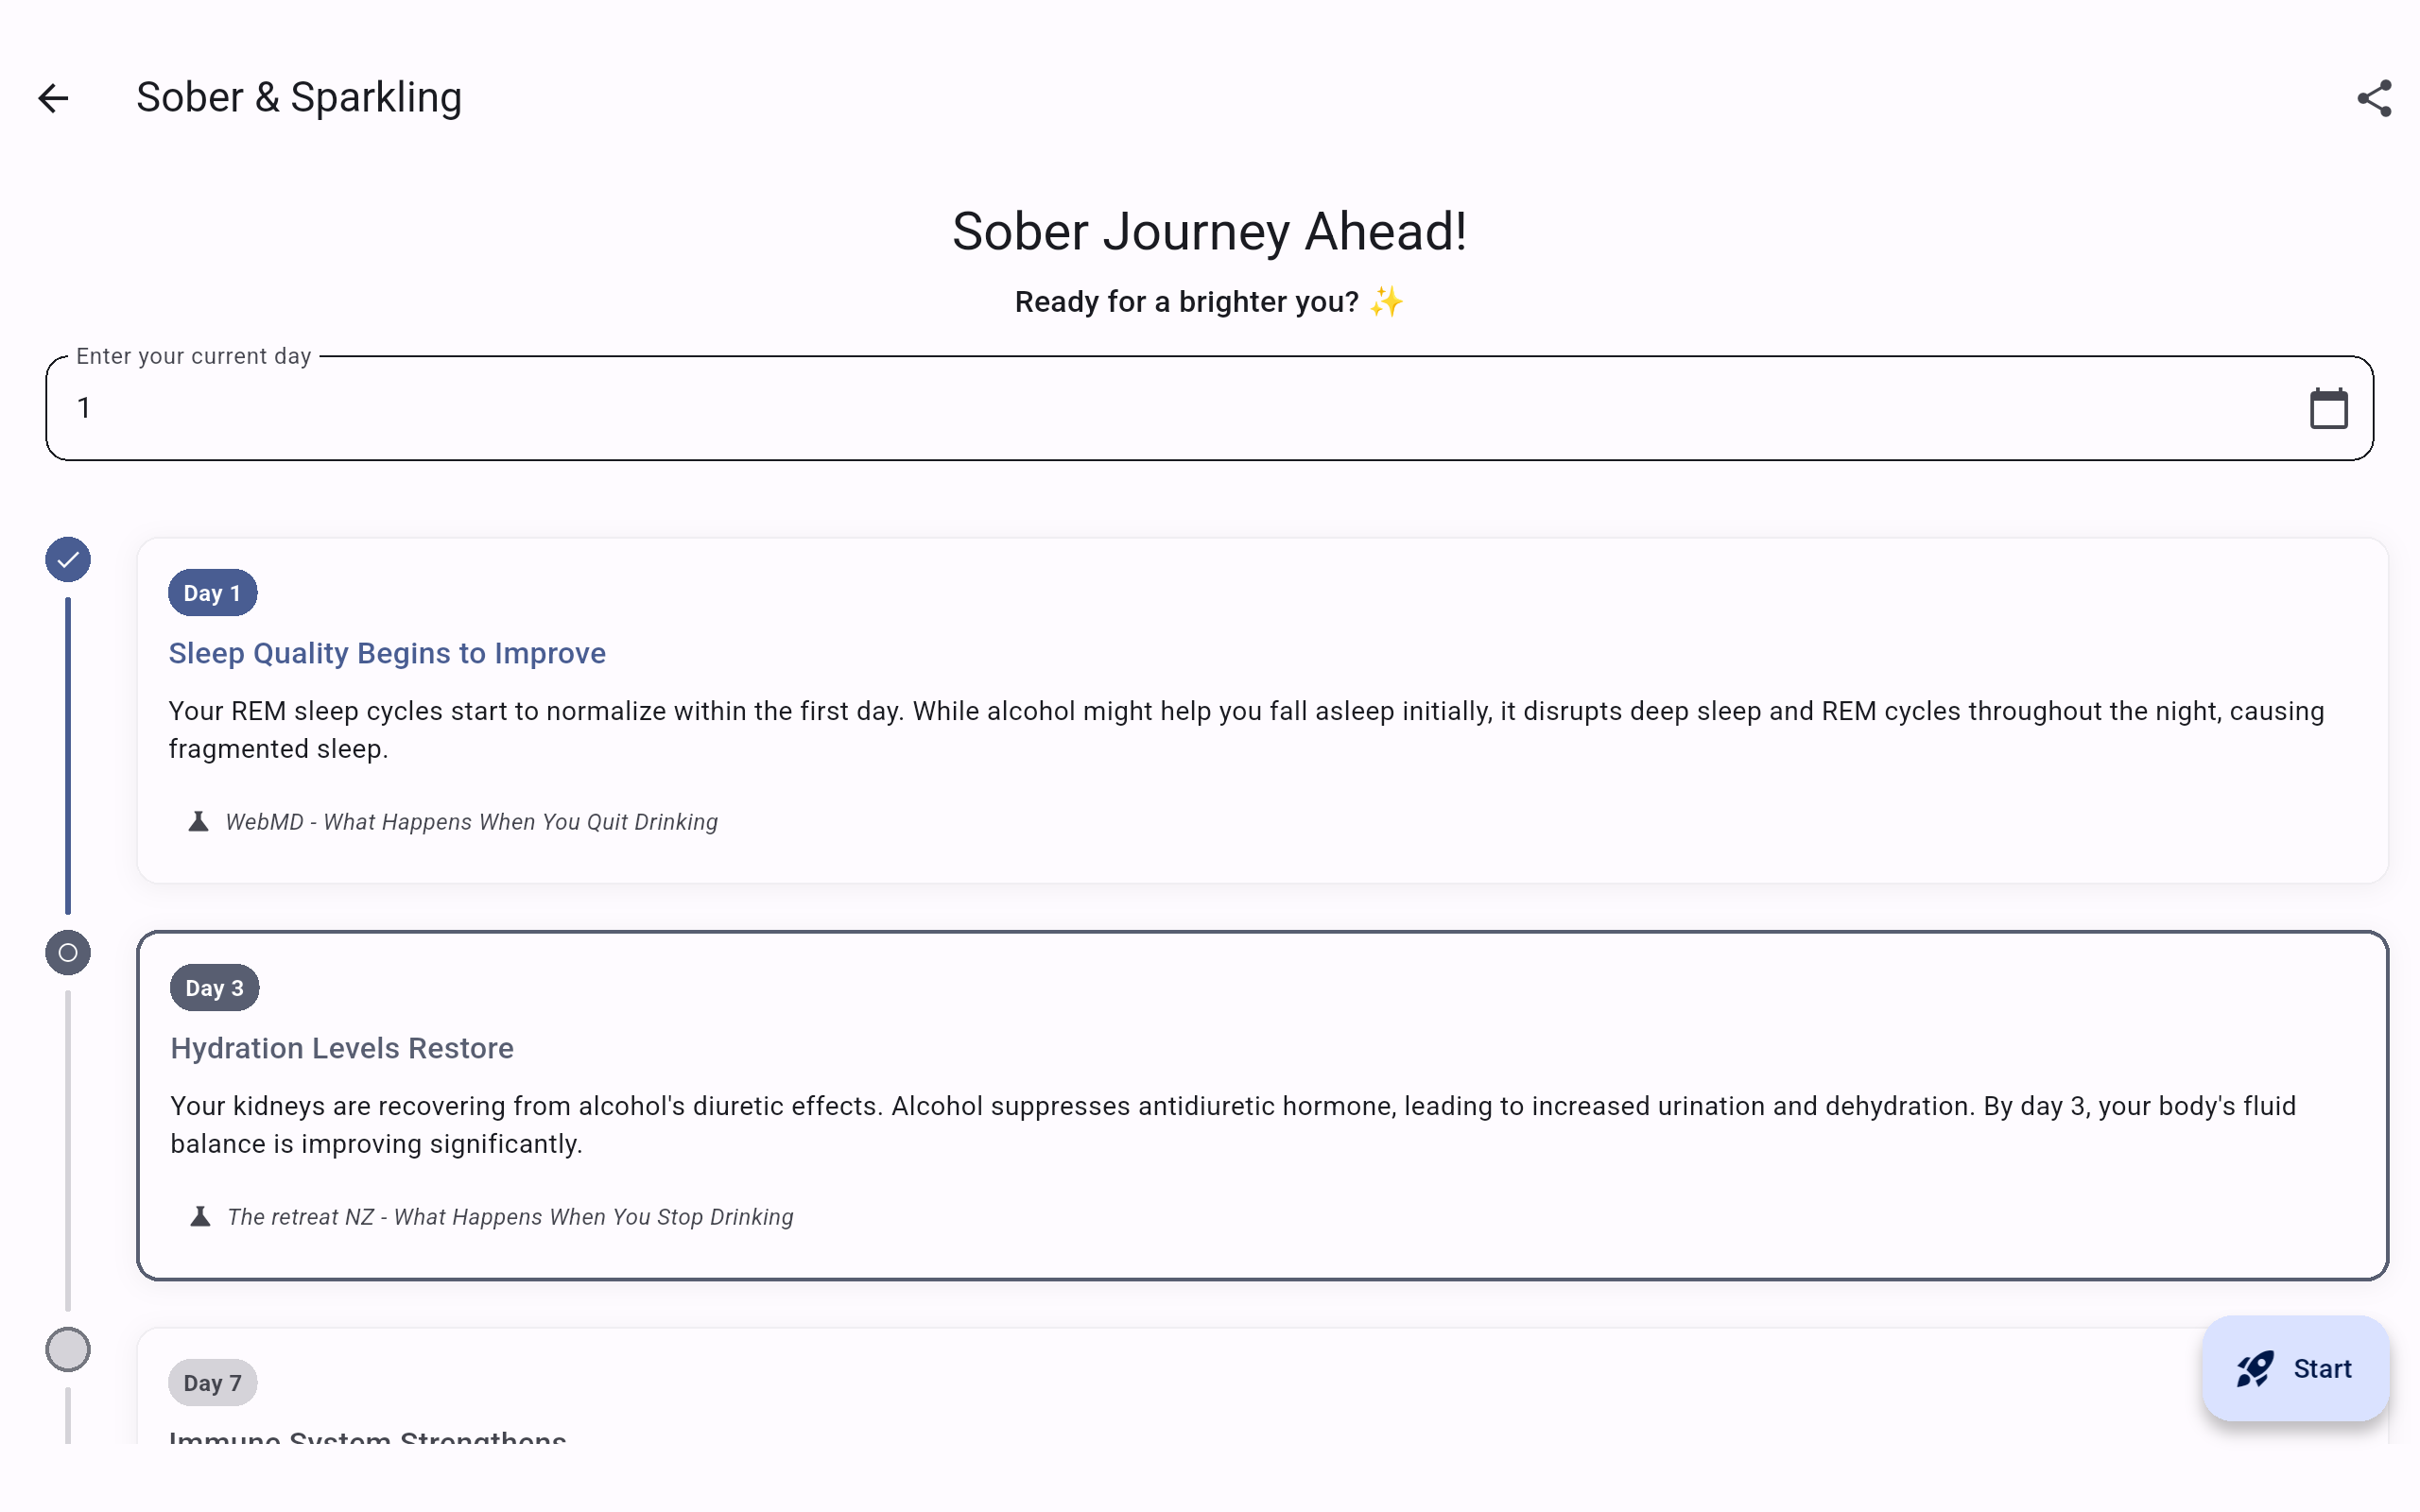 Sober & Sparkling
Sober Journey Ahead!
Ready for a brighter you? ✨
Enter your current day
1
Day 1
Sleep Quality Begins to Improve
Your REM sleep cycles start to normalize within the first day. While alcohol might help you fall asleep initially, it disrupts deep sleep and REM cycles throughout the night, causing
fragmented sleep.
WebMD - What Happens When You Quit Drinking
Day 3
Hydration Levels Restore
Your kidneys are recovering from alcohol's diuretic effects. Alcohol suppresses antidiuretic hormone, leading to increased urination and dehydration. By day 3, your body's fluid
balance is improving significantly.
The retreat NZ - What Happens When You Stop Drinking
Day 7
Immune System Strengthens
Start